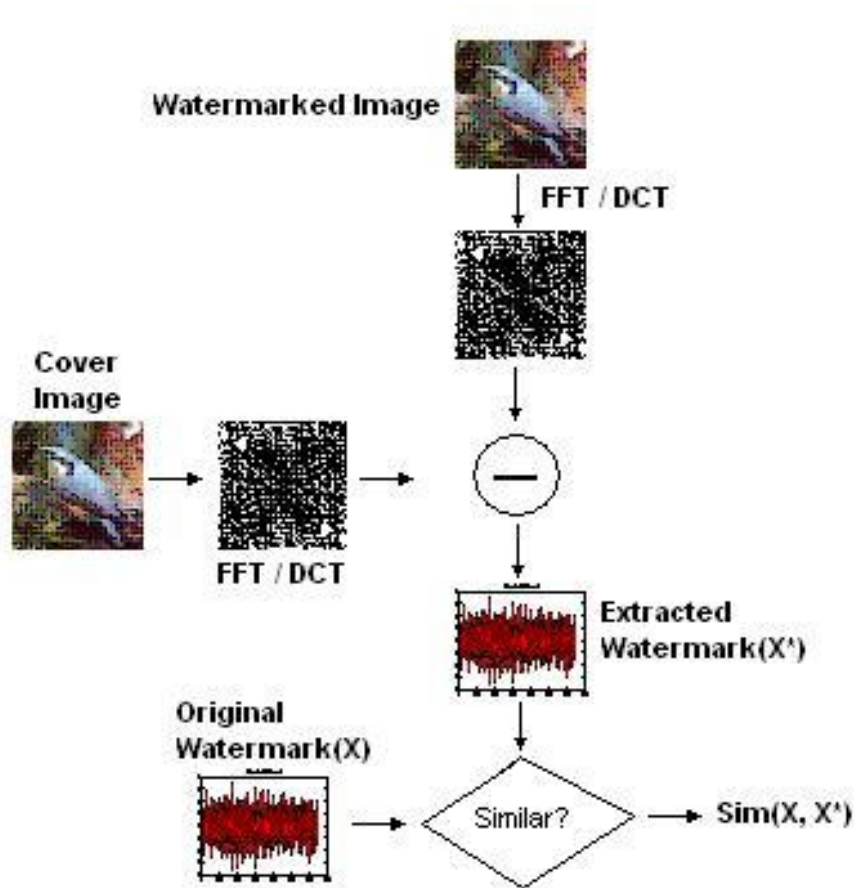 Watermarked Image
FFT / DCT
Cover
Image
FFT / DCT
Extracted
Watermark(X*)
Original
Watermark(X)
Similar?
Sim(X, X*)